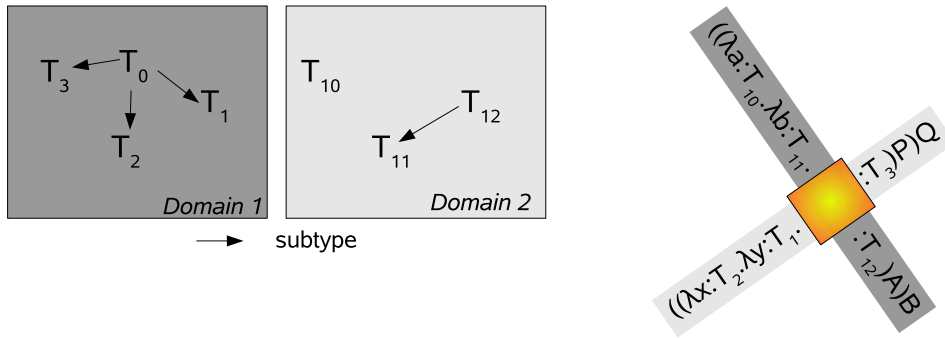 T3 T0 T1
T2
Domain 1
T10
T12
T11
Domain 2
subtype
((λa:T10.λb:T11.
:T12)A)B
((λx:T2.λy:T1.
:T3)P)Q